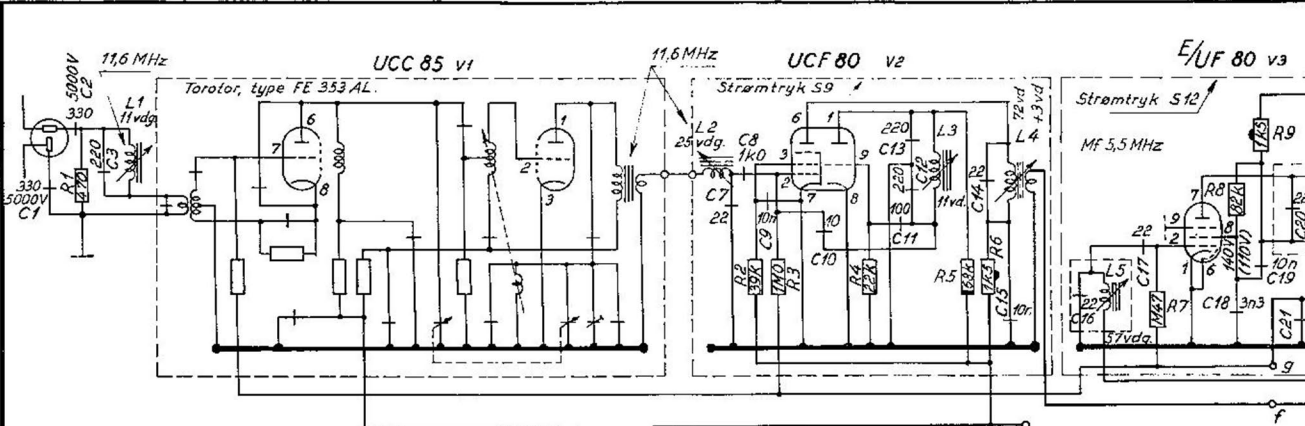 11,6 MHz
UCC 85 V1
Torotor, type FE 353 AL.
5000V
C2
330
L1
11vdg.
220
C3
R1
470
330
5000V
C1
6
7
8
1
2
3
11,6 MHz
UCF 80 V2
Strømtryk S9
L2
25 vdg.
C8
1k0
C7
22
6
1
3
2
9
7
8
10n
C9
10
C10
100
C11
220
C13
220
C12
L3
11vd.
22
C14
72vd
+3vd
L4
R2
39K
R3
1M0
R4
22K
R5
68K
R6
1K5
C15
10n
E/UF 80 V3
Strømtryk S12
MF 5,5 MHz
1k5
R9
R8
82K
7
9
2
8
1
6
140V
(110V)
22
C17
R7
M47
C18
3n3
10n
C19
C20
C21
22
C16
L5
57vdg.
g
f